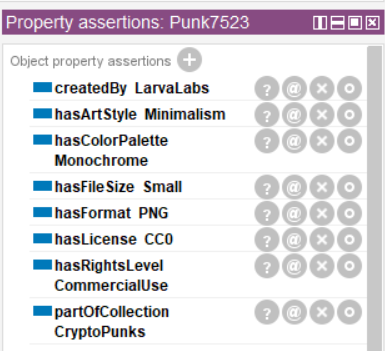 Property assertions: Punk7523
Object property assertions
createdBy LarvaLabs
hasArtStyle Minimalism
hasColorPalette
Monochrome
hasFileSize Small
hasFormat PNG
hasLicense CC0
hasRightsLevel
CommercialUse
partOfCollection
CryptoPunks